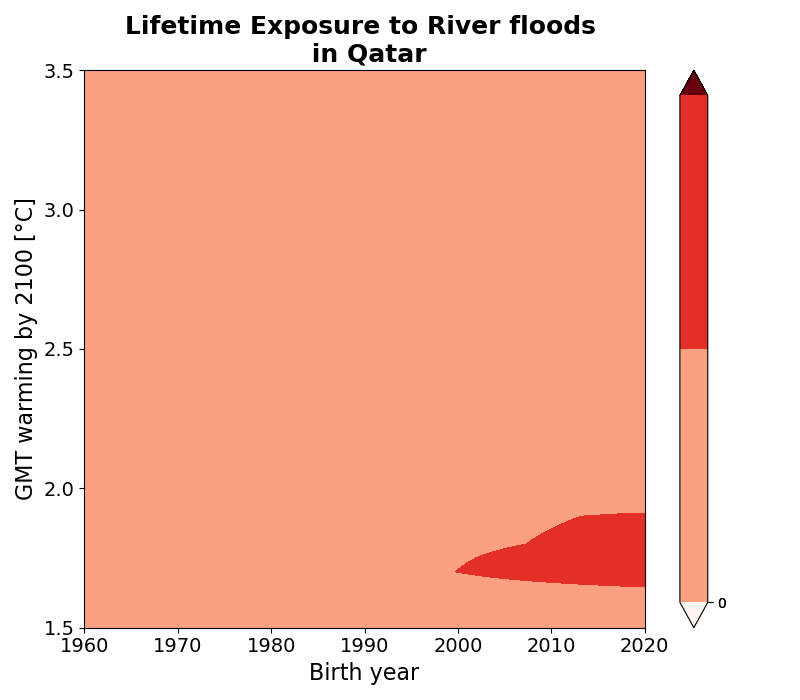 Lifetime Exposure to River floods
in Qatar
3.5
3.0
2.5
2.0
1.5
GMT warming by 2100 [°C]
1960 1970 1980 1990 2000 2010 2020
Birth year
0